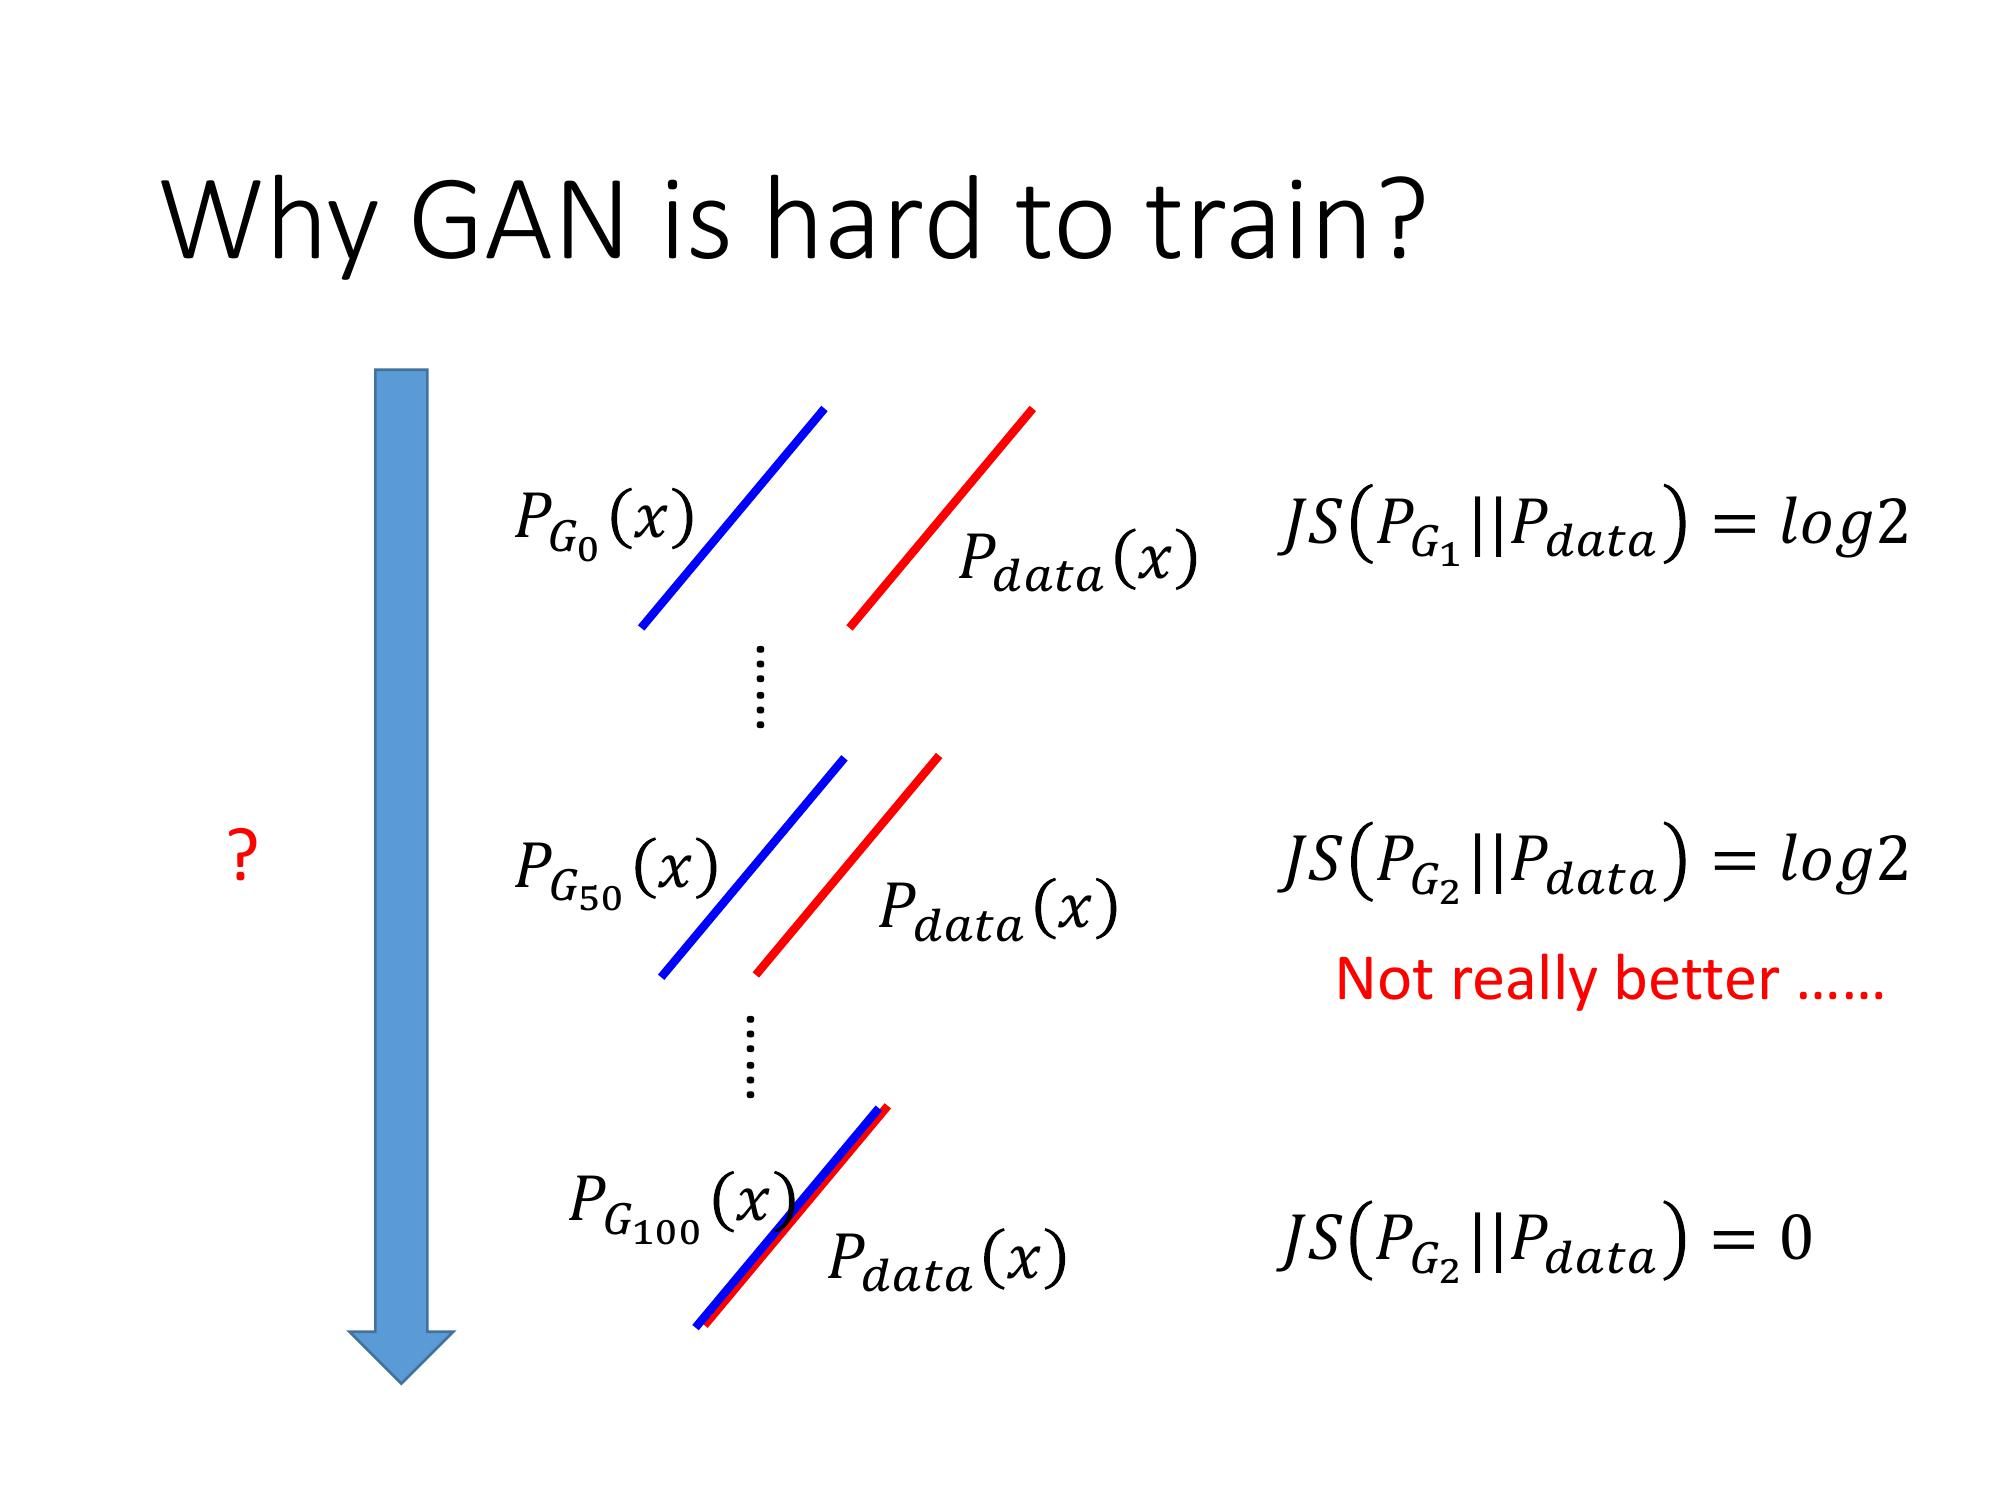 Why GAN is hard to train?
P_{G_0}(x)
P_{data}(x)
JS(P_{G_1}||P_{data}) = log2
……
?
P_{G_{50}}(x)
P_{data}(x)
JS(P_{G_2}||P_{data}) = log2
Not really better ……
……
P_{G_{100}}(x)
P_{data}(x)
JS(P_{G_2}||P_{data}) = 0